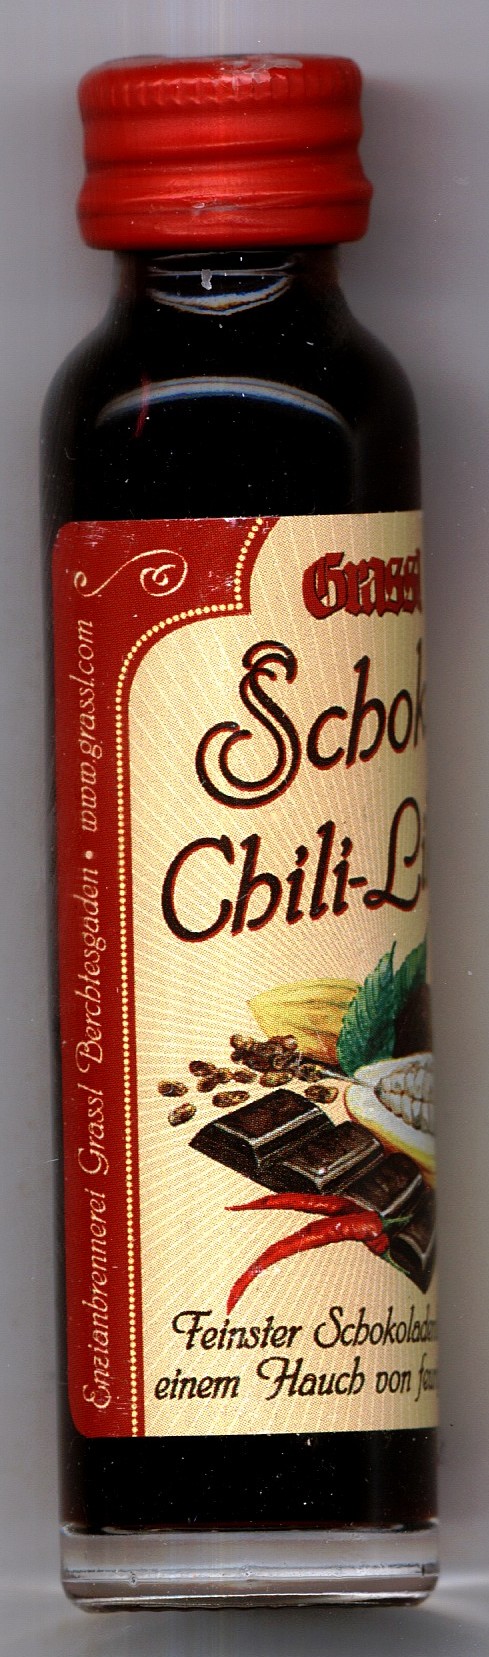 Grassl
Schok
Chili-Li
Feinster Schokoladen
einem Hauch von feu
Enzianbrennerei Grassl Berchtesgaden • www.grassl.com